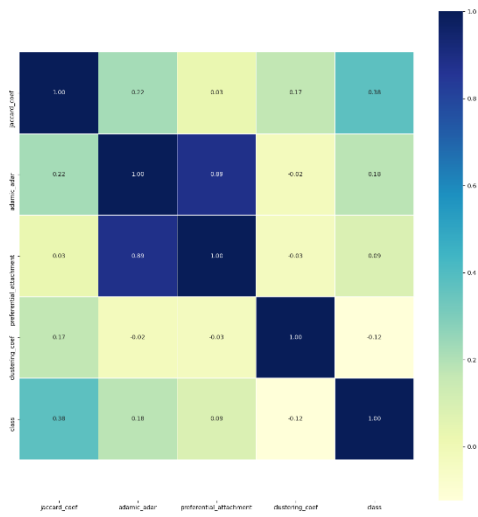 1.0
jaccard_coef 1.00 0.22 0.03 0.17 0.38
0.8
adamic_adar 0.22 1.00 0.89 -0.02 0.18
0.6
preferential_attachment 0.03 0.89 1.00 -0.03 0.09
0.4
clustering_coef 0.17 -0.02 -0.03 1.00 -0.12
0.2
class 0.38 0.18 0.09 -0.12 1.00
0.0
jaccard_coef adamic_adar preferential_attachment clustering_coef class